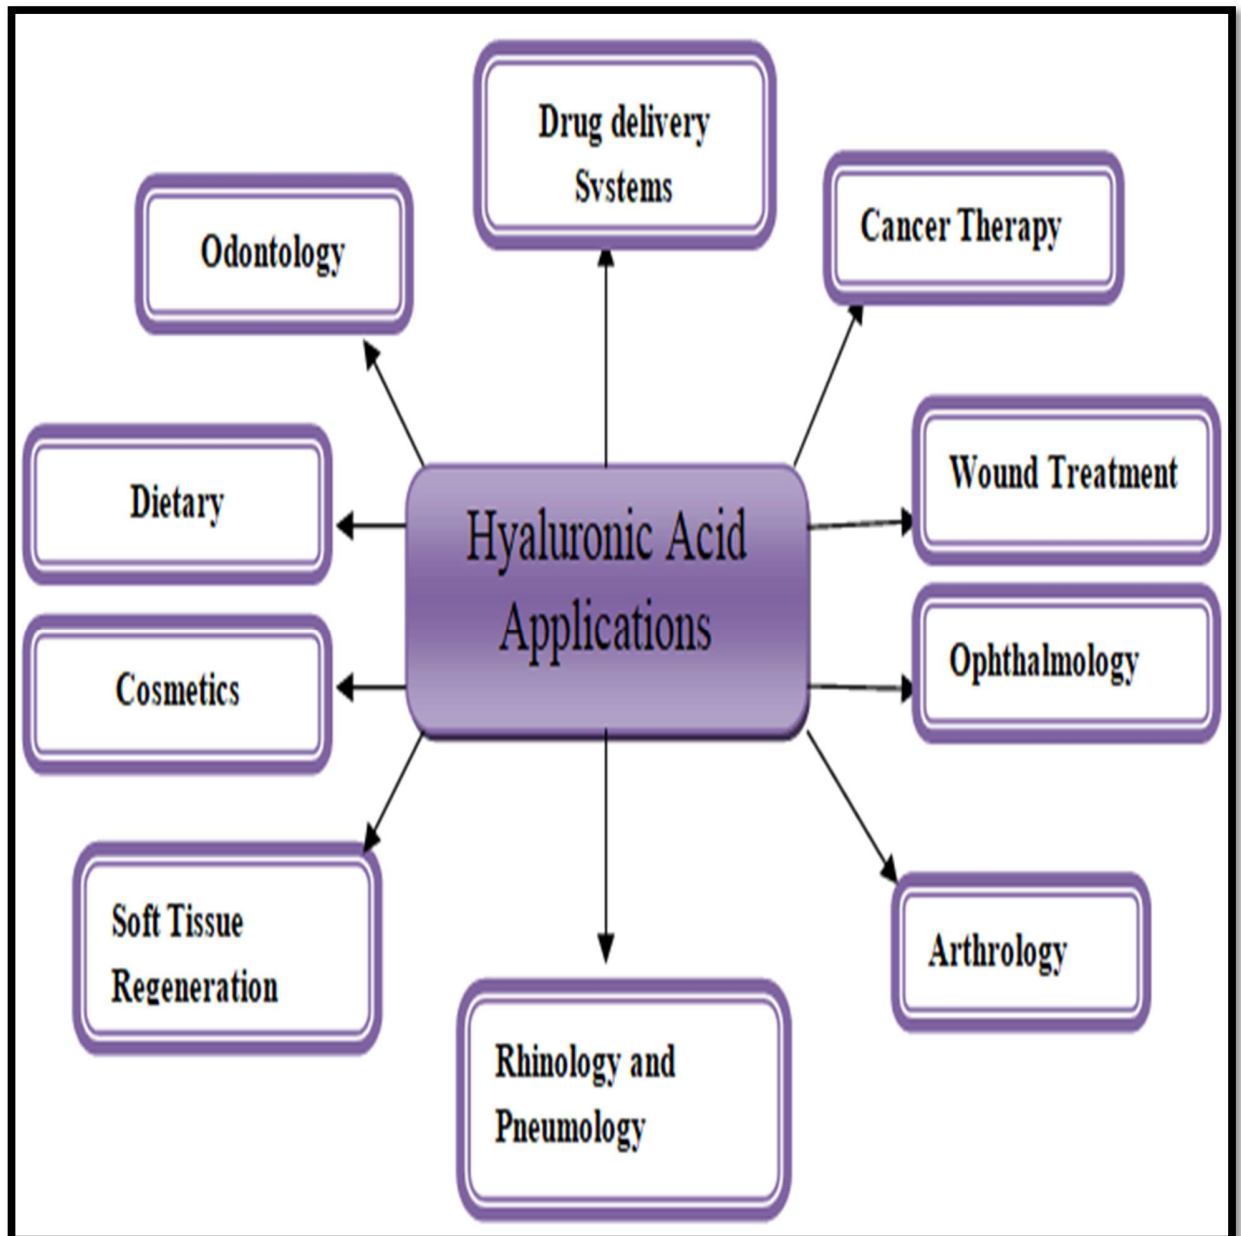 Drug delivery
Systems
Cancer Therapy
Odontology
Wound Treatment
Dietary
Hyaluronic Acid
Applications
Ophthalmology
Cosmetics
Soft Tissue
Regeneration
Arthrology
Rhinology and
Pneumology